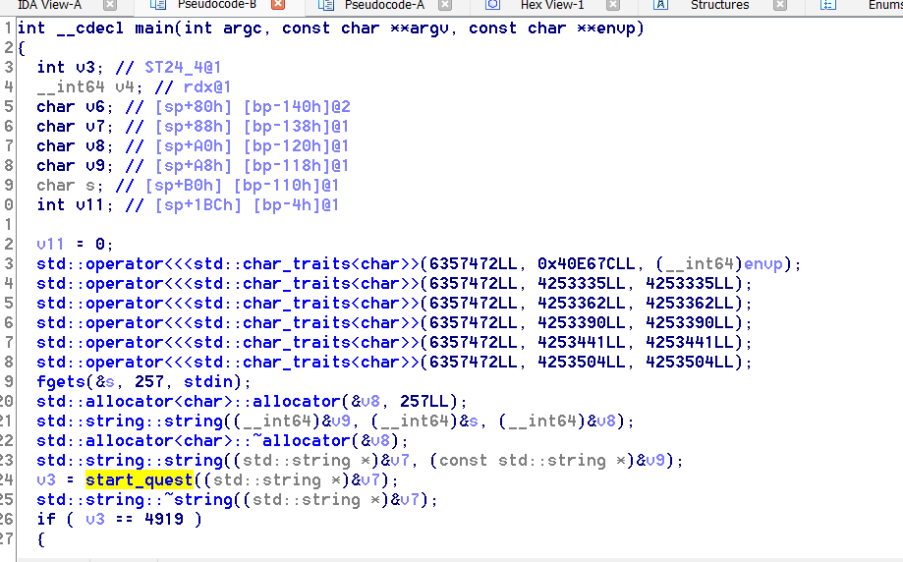 IDA View-A Pseudocode-B Pseudocode-A Hex View-1 Structures Enums
1 int __cdecl main(int argc, const char **argv, const char **envp)
2 {
3 int v3; // ST24_4@1
4 __int64 v4; // rdx@1
5 char v6; // [sp+80h] [bp-140h]@2
6 char v7; // [sp+88h] [bp-138h]@1
7 char v8; // [sp+A0h] [bp-120h]@1
8 char v9; // [sp+A8h] [bp-118h]@1
9 char s; // [sp+B0h] [bp-110h]@1
0 int v11; // [sp+1BCh] [bp-4h]@1
1
2 v11 = 0;
3 std::operator<<<std::char_traits<char>>(6357472LL, 0x40E67CLL, (__int64)envp);
4 std::operator<<<std::char_traits<char>>(6357472LL, 4253335LL, 4253335LL);
5 std::operator<<<std::char_traits<char>>(6357472LL, 4253362LL, 4253362LL);
6 std::operator<<<std::char_traits<char>>(6357472LL, 4253390LL, 4253390LL);
7 std::operator<<<std::char_traits<char>>(6357472LL, 4253441LL, 4253441LL);
8 std::operator<<<std::char_traits<char>>(6357472LL, 4253504LL, 4253504LL);
9 fgets(&s, 257, stdin);
20 std::allocator<char>::allocator(&v8, 257LL);
21 std::string::string((__int64)&v9, (__int64)&s, (__int64)&v8);
22 std::allocator<char>::~allocator(&v8);
23 std::string::string((std::string *)&v7, (const std::string *)&v9);
24 v3 = start_quest((std::string *)&v7);
25 std::string::~string((std::string *)&v7);
26 if ( v3 == 4919 )
27 {